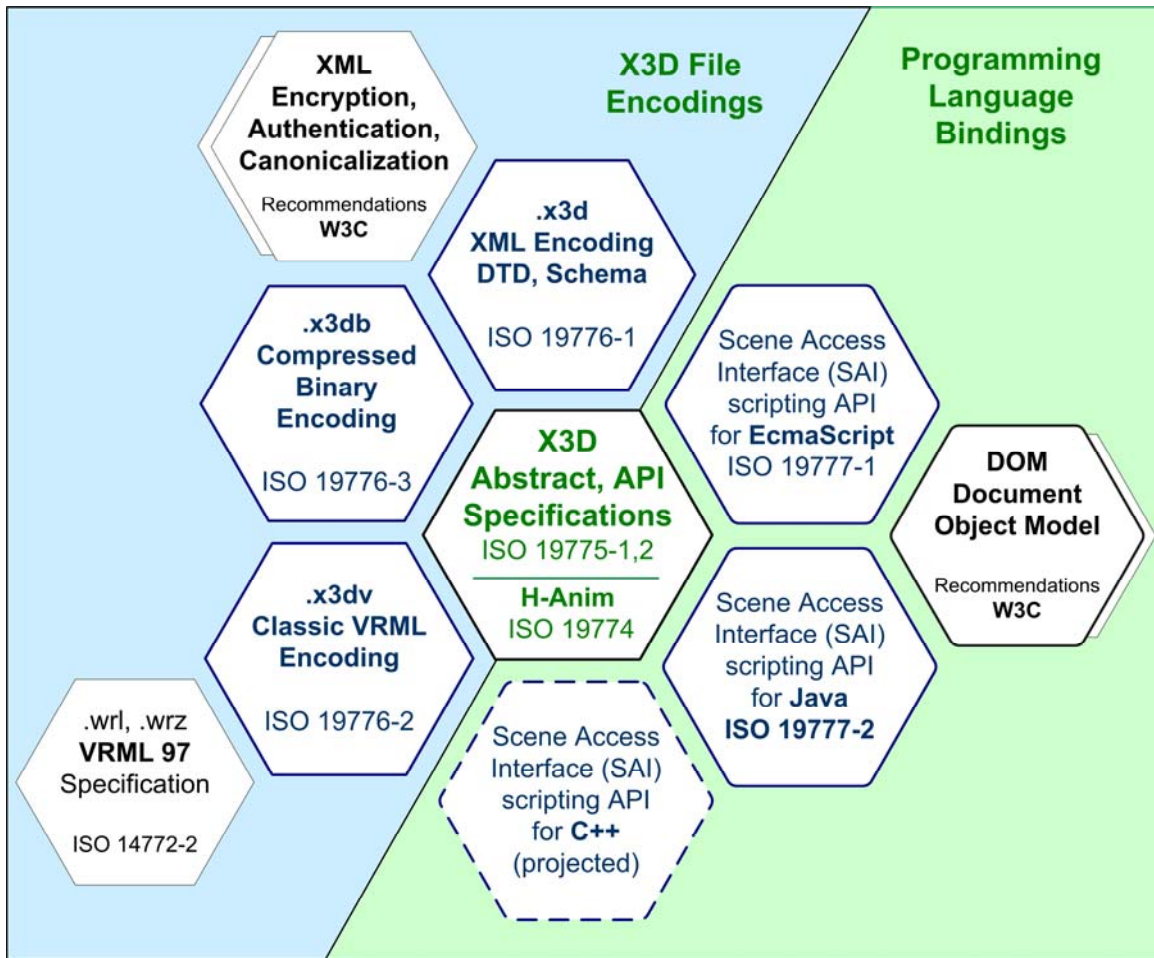 X3D File
Encodings
Programming
Language
Bindings
XML
Encryption,
Authentication,
Canonicalization
Recommendations
W3C
.x3d
XML Encoding
DTD, Schema
ISO 19776-1
.x3db
Compressed
Binary
Encoding
ISO 19776-3
Scene Access
Interface (SAI)
scripting API
for EcmaScript
ISO 19777-1
X3D
Abstract, API
Specifications
ISO 19775-1,2
H-Anim
ISO 19774
DOM
Document
Object Model
Recommendations
W3C
.x3dv
Classic VRML
Encoding
ISO 19776-2
Scene Access
Interface (SAI)
scripting API
for Java
ISO 19777-2
.wrl, .wrz
VRML 97
Specification
ISO 14772-2
Scene Access
Interface (SAI)
scripting API
for C++
(projected)